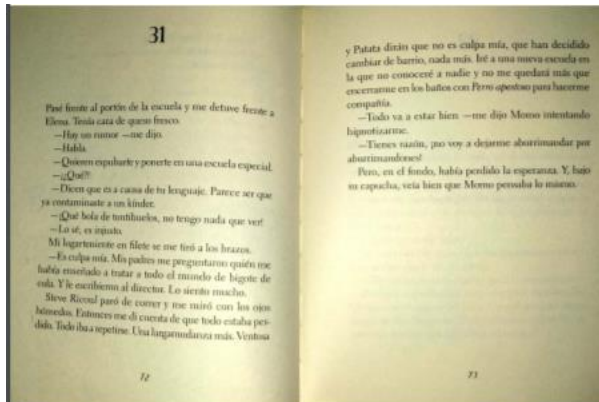 31
Pasé frente al portón de la escuela y me detuve frente a
Elena. Tenía cara de queso fresco.
—Hay un rumor —me dijo.
—Habla.
—Quieren expulsarte y ponerte en una escuela especial.
—¡¿Qué?!
—Dicen que es a causa de tu lenguaje. Parece ser que
ya contaminaste a un kínder.
—¡Qué bola de tontibuelos, no tengo nada que ver!
—Lo sé, es injusto.
Mi lugarteniente en filete se me tiró a los brazos.
—Es culpa mía. Mis padres me preguntaron quién me
había enseñado a tratar a todo el mundo de bigote de
cola. Y le escribieron al director. Lo siento mucho.
Steve Ricoul paró de correr y me miró con los ojos
húmedos. Entonces me di cuenta de que todo estaba per-
dido. Todo iba a repetirse. Una largamudanza más. Ventosa
72
y Patata dirán que no es culpa mía, que han decidido
cambiar de barrio, nada más. Iré a una nueva escuela en
la que no conoceré a nadie y no me quedará más que
encerrarme en los baños con Perro apestoso para hacerme
compañía.
—Todo va a estar bien —me dijo Momo intentando
hipnotizarme.
—Tienes razón, ¡no voy a dejarme aburrimandar por
aburrimandones!
Pero, en el fondo, había perdido la esperanza. Y, bajo
su capucha, veía bien que Momo pensaba lo mismo.
73